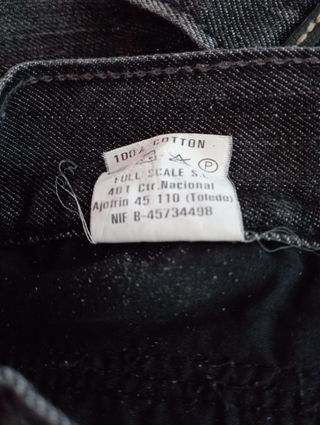 100% COTTON
P
FULL SCALE S.L
401 Ctr.Nacional
Ajofrin 45 110 (Toledo)
NIF B-45734498